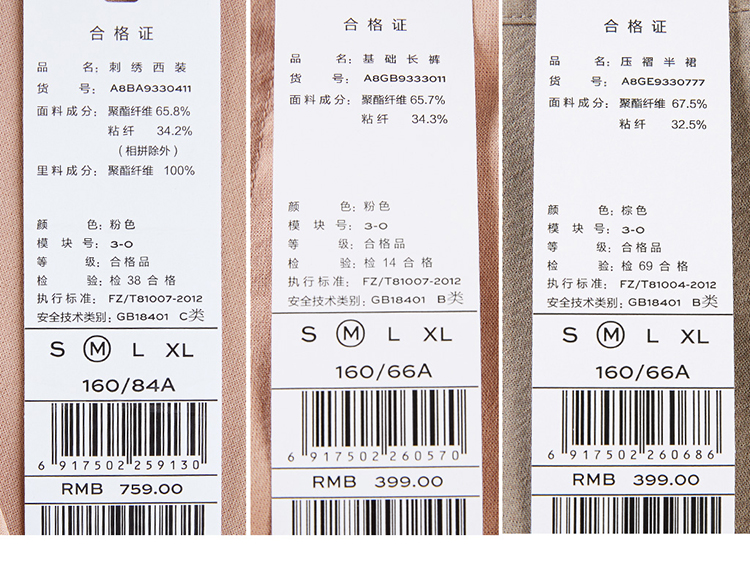 合格证
品 名: 刺绣西装
货 号: A8BA9330411
面料成分: 聚酯纤维 65.8%
粘纤 34.2%
(相拼除外)
里料成分: 聚酯纤维 100%
颜 色: 粉色
模 块 号: 3-0
等 级: 合格品
检 验: 检 38 合格
执行标准: FZ/T81007-2012
安全技术类别: GB18401 C类
S M L XL
160/84A
6 917502 259130
RMB 759.00
合格证
品 名: 基础长裤
货 号: A8GB9333011
面料成分: 聚酯纤维 65.7%
粘纤 34.3%
颜 色: 粉色
模 块 号: 3-0
等 级: 合格品
检 验: 检 14 合格
执行标准: FZ/T81007-2012
安全技术类别: GB18401 B类
S M L XL
160/66A
6 917502 260570
RMB 399.00
合格证
品 名: 压褶半裙
货 号: A8GE9330777
面料成分: 聚酯纤维 67.5%
粘纤 32.5%
颜 色: 棕色
模 块 号: 3-0
等 级: 合格品
检 验: 检 69 合格
执行标准: FZ/T81004-2012
安全技术类别: GB18401 B类
S M L XL
160/66A
6 917502 260686
RMB 399.00